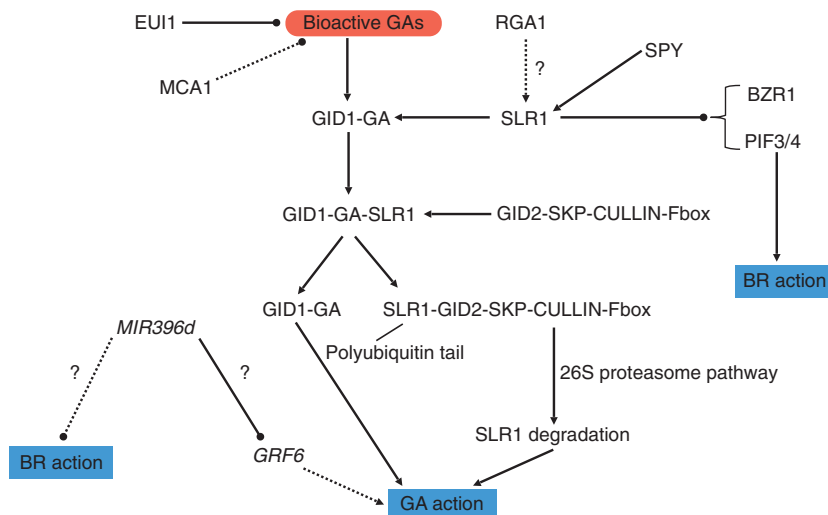 EUI1
Bioactive GAs
RGA1
SPY
?
MCA1
BZR1
GID1-GA
SLR1
PIF3/4
GID1-GA-SLR1
GID2-SKP-CULLIN-Fbox
BR action
GID1-GA
SLR1-GID2-SKP-CULLIN-Fbox
MIR396d
Polyubiquitin tail
?
?
26S proteasome pathway
SLR1 degradation
BR action
GRF6
GA action